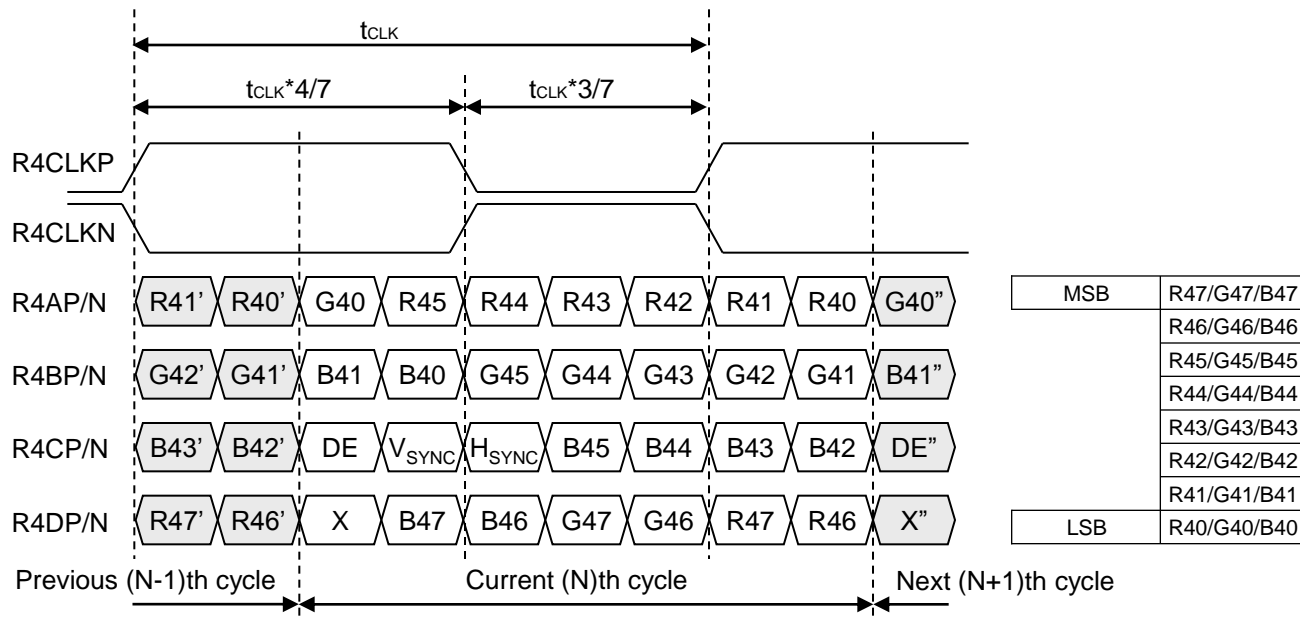 tCLK
tCLK*4/7 tCLK*3/7
R4CLKP
R4CLKN
R4AP/N R41’ R40’ G40 R45 R44 R43 R42 R41 R40 G40”
R4BP/N G42’ G41’ B41 B40 G45 G44 G43 G42 G41 B41”
R4CP/N B43’ B42’ DE VSYNC HSYNC B45 B44 B43 B42 DE”
R4DP/N R47’ R46’ X B47 B46 G47 G46 R47 R46 X”
Previous (N-1)th cycle Current (N)th cycle Next (N+1)th cycle
MSB R47/G47/B47
R46/G46/B46
R45/G45/B45
R44/G44/B44
R43/G43/B43
R42/G42/B42
R41/G41/B41
LSB R40/G40/B40